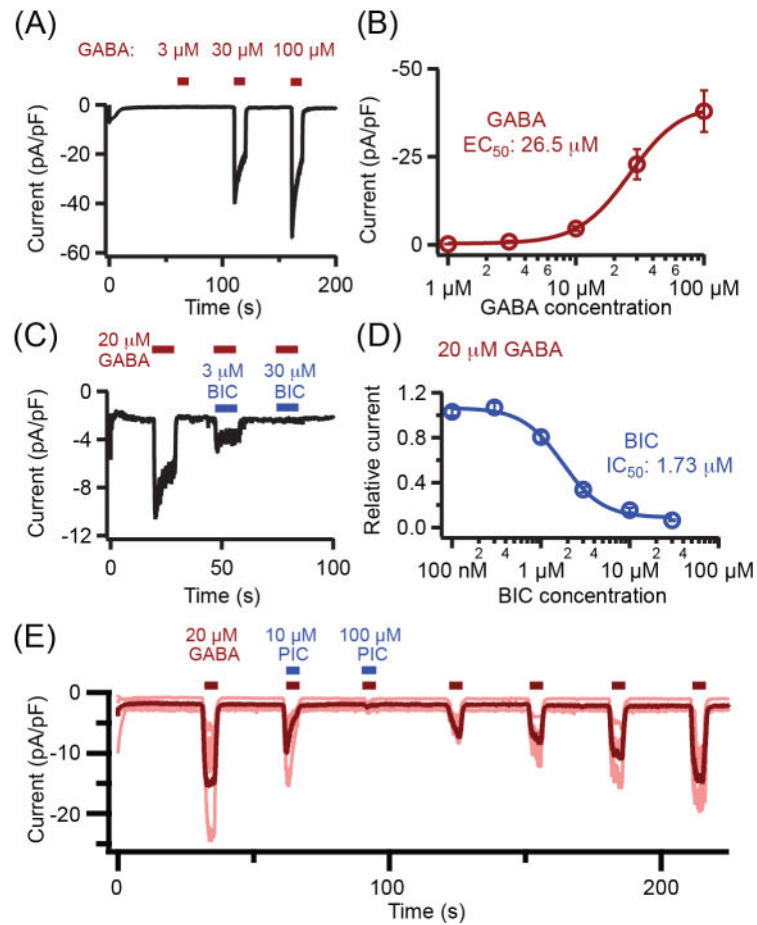 (A)
GABA: 3 μM 30 μM 100 μM
0
-20
-40
-60
Current (pA/pF)
0 100 200
Time (s)
(B)
-50
-25
0
Current (pA/pF)
GABA
EC50: 26.5 μM
2 4 6 2 4 6
1 μM 10 μM 100 μM
GABA concentration
(C)
20 μM
GABA
3 μM
BIC
30 μM
BIC
0
-4
-8
-12
Current (pA/pF)
0 50 100
Time (s)
(D)
20 μM GABA
1.2
0.8
0.4
0.0
Relative current
BIC
IC50: 1.73 μM
2 4 2 4 2 4
100 nM 1 μM 10 μM 100 μM
BIC concentration
(E)
20 μM
GABA
10 μM
PIC
100 μM
PIC
0
-10
-20
Current (pA/pF)
0 100 200
Time (s)